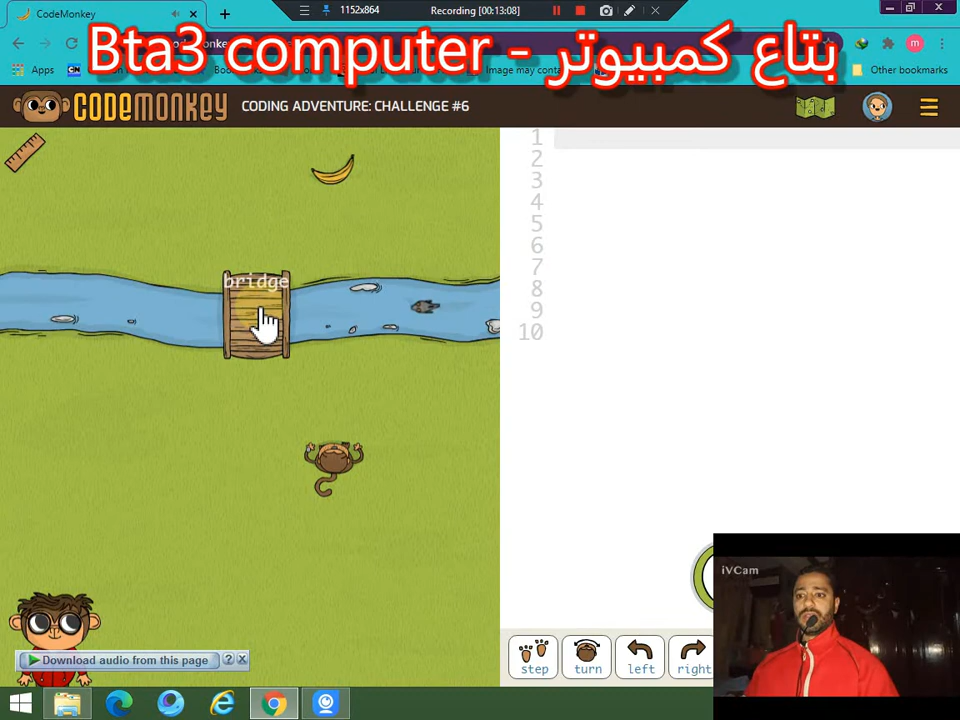 CodeMonkey
1152x864
Recording [00:13:08]
Bta3 computer - بتاع كمبيوتر
Apps
Image may
Other bookmarks
m
CODEMONKEY
CODING ADVENTURE: CHALLENGE #6
bridge
1
2
3
4
5
6
7
8
9
10
iVCam
Download audio from this page
?
step
turn
left
right